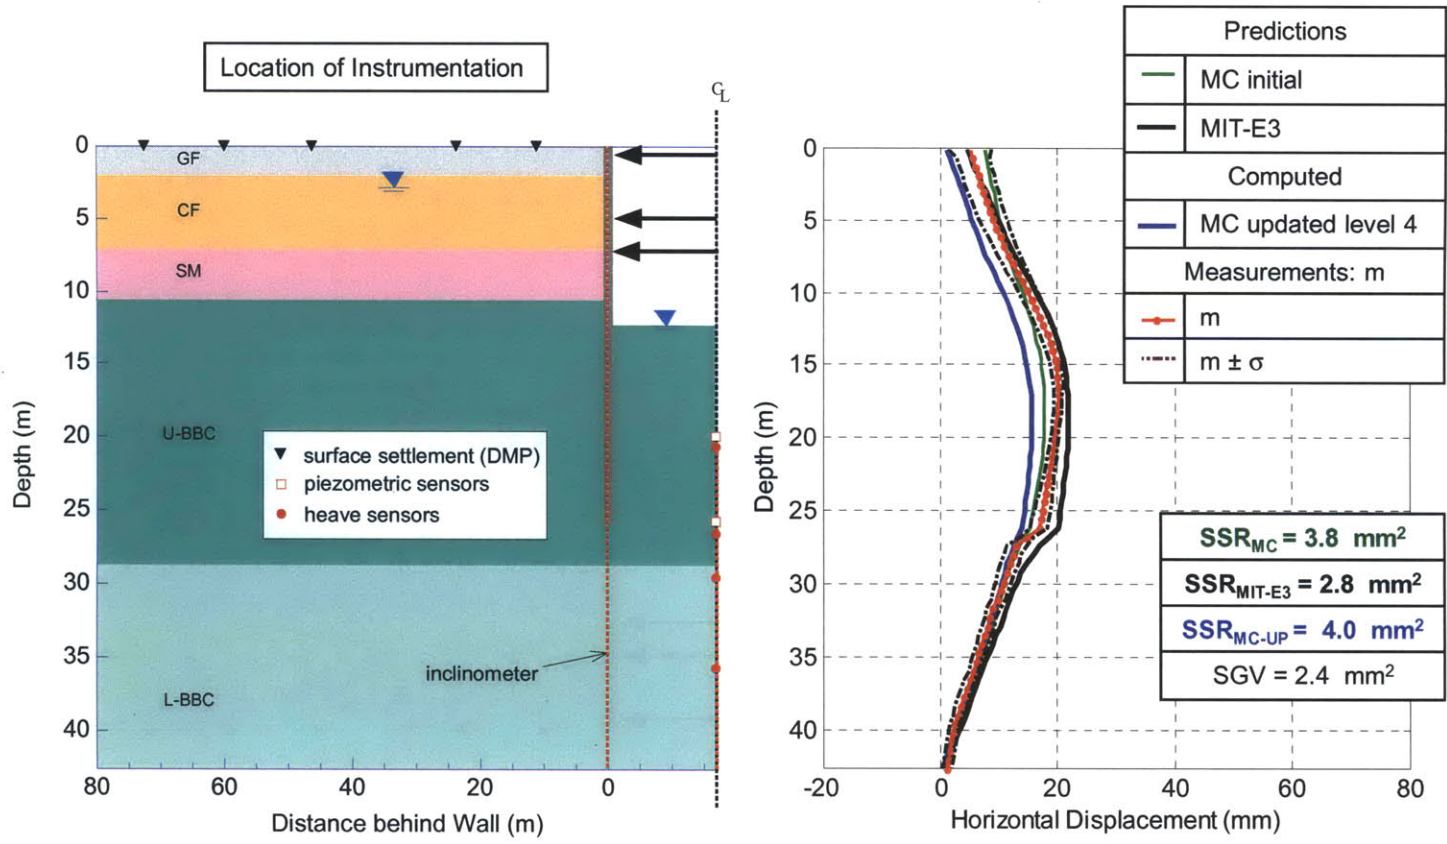 Location of Instrumentation
CL
0
5
10
15
20
25
30
35
40
Depth (m)
GF
CF
SM
U-BBC
L-BBC
surface settlement (DMP)
piezometric sensors
heave sensors
inclinometer
80
60
40
20
0
Distance behind Wall (m)
Predictions
MC initial
MIT-E3
Computed
MC updated level 4
Measurements: m
m
m ± σ
0
5
10
15
20
25
30
35
40
Depth (m)
SSR_MC = 3.8 mm²
SSR_MIT-E3 = 2.8 mm²
SSR_MC-UP = 4.0 mm²
SGV = 2.4 mm²
-20
0
20
40
60
80
Horizontal Displacement (mm)